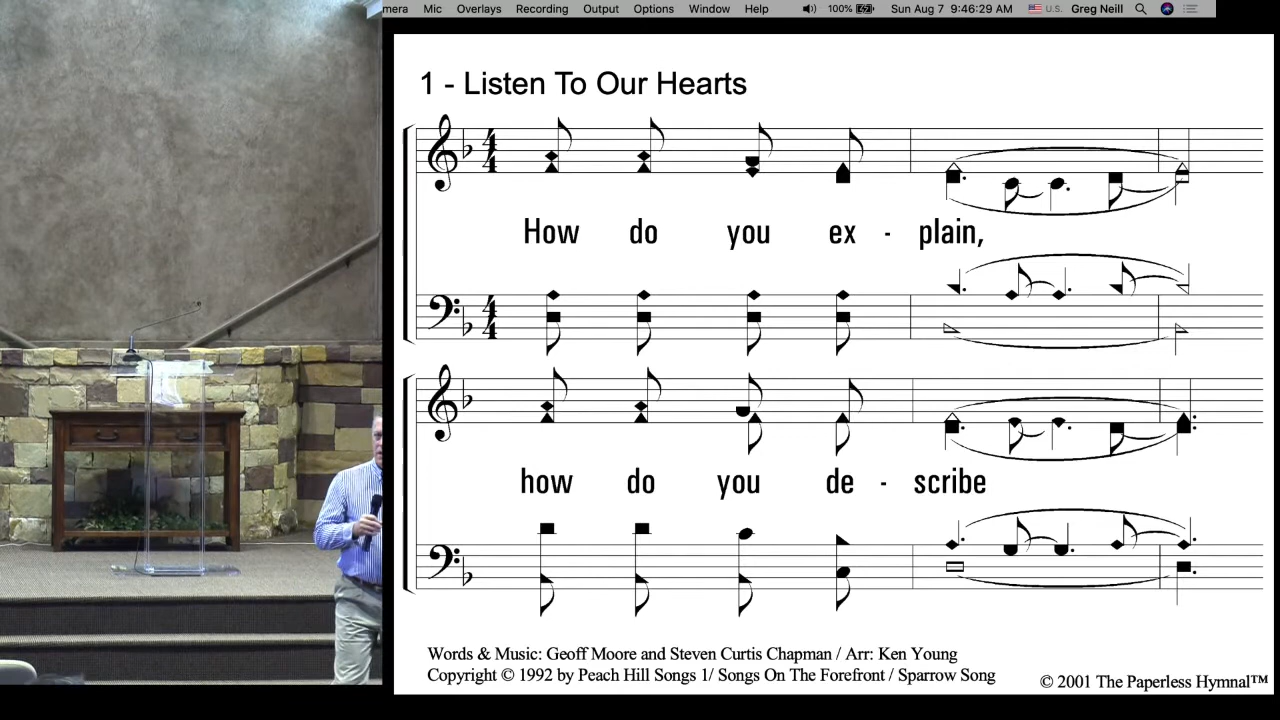 mera Mic Overlays Recording Output Options Window Help 100% Sun Aug 7 9:46:29 AM U.S. Greg Neill
1 - Listen To Our Hearts
How do you ex - plain,
how do you de - scribe
Words & Music: Geoff Moore and Steven Curtis Chapman / Arr: Ken Young
Copyright © 1992 by Peach Hill Songs 1/ Songs On The Forefront / Sparrow Song
© 2001 The Paperless Hymnal™